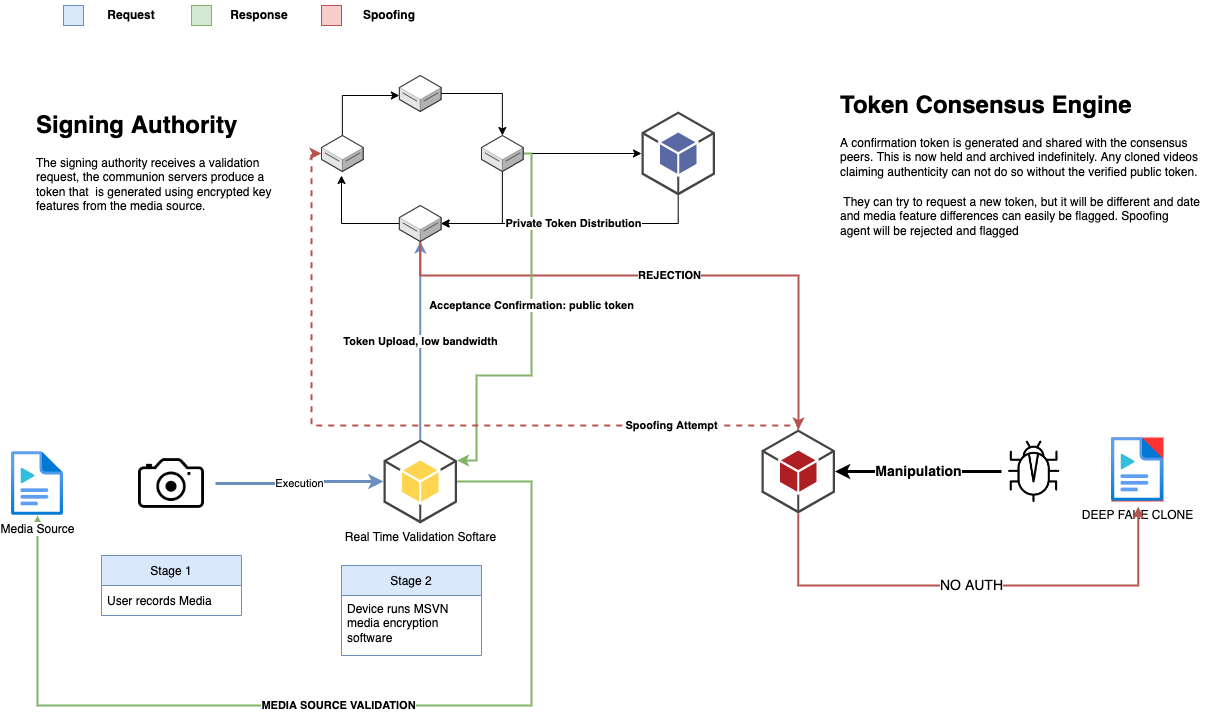 Request
Response
Spoofing
Signing Authority
The signing authority receives a validation
request, the communion servers produce a
token that  is generated using encrypted key
features from the media source.
Token Consensus Engine
A confirmation token is generated and shared with the consensus
peers. This is now held and archived indefinitely. Any cloned videos
claiming authenticity can not do so without the verified public token.
They can try to request a new token, but it will be different and date
and media feature differences can easily be flagged. Spoofing
agent will be rejected and flagged
Private Token Distribution
REJECTION
Acceptance Confirmation: public token
Token Upload, low bandwidth
Spoofing Attempt
Media Source
Execution
Real Time Validation Softare
Manipulation
DEEP FAKE CLONE
Stage 1
User records Media
Stage 2
Device runs MSVN
media encryption
software
NO AUTH
MEDIA SOURCE VALIDATION